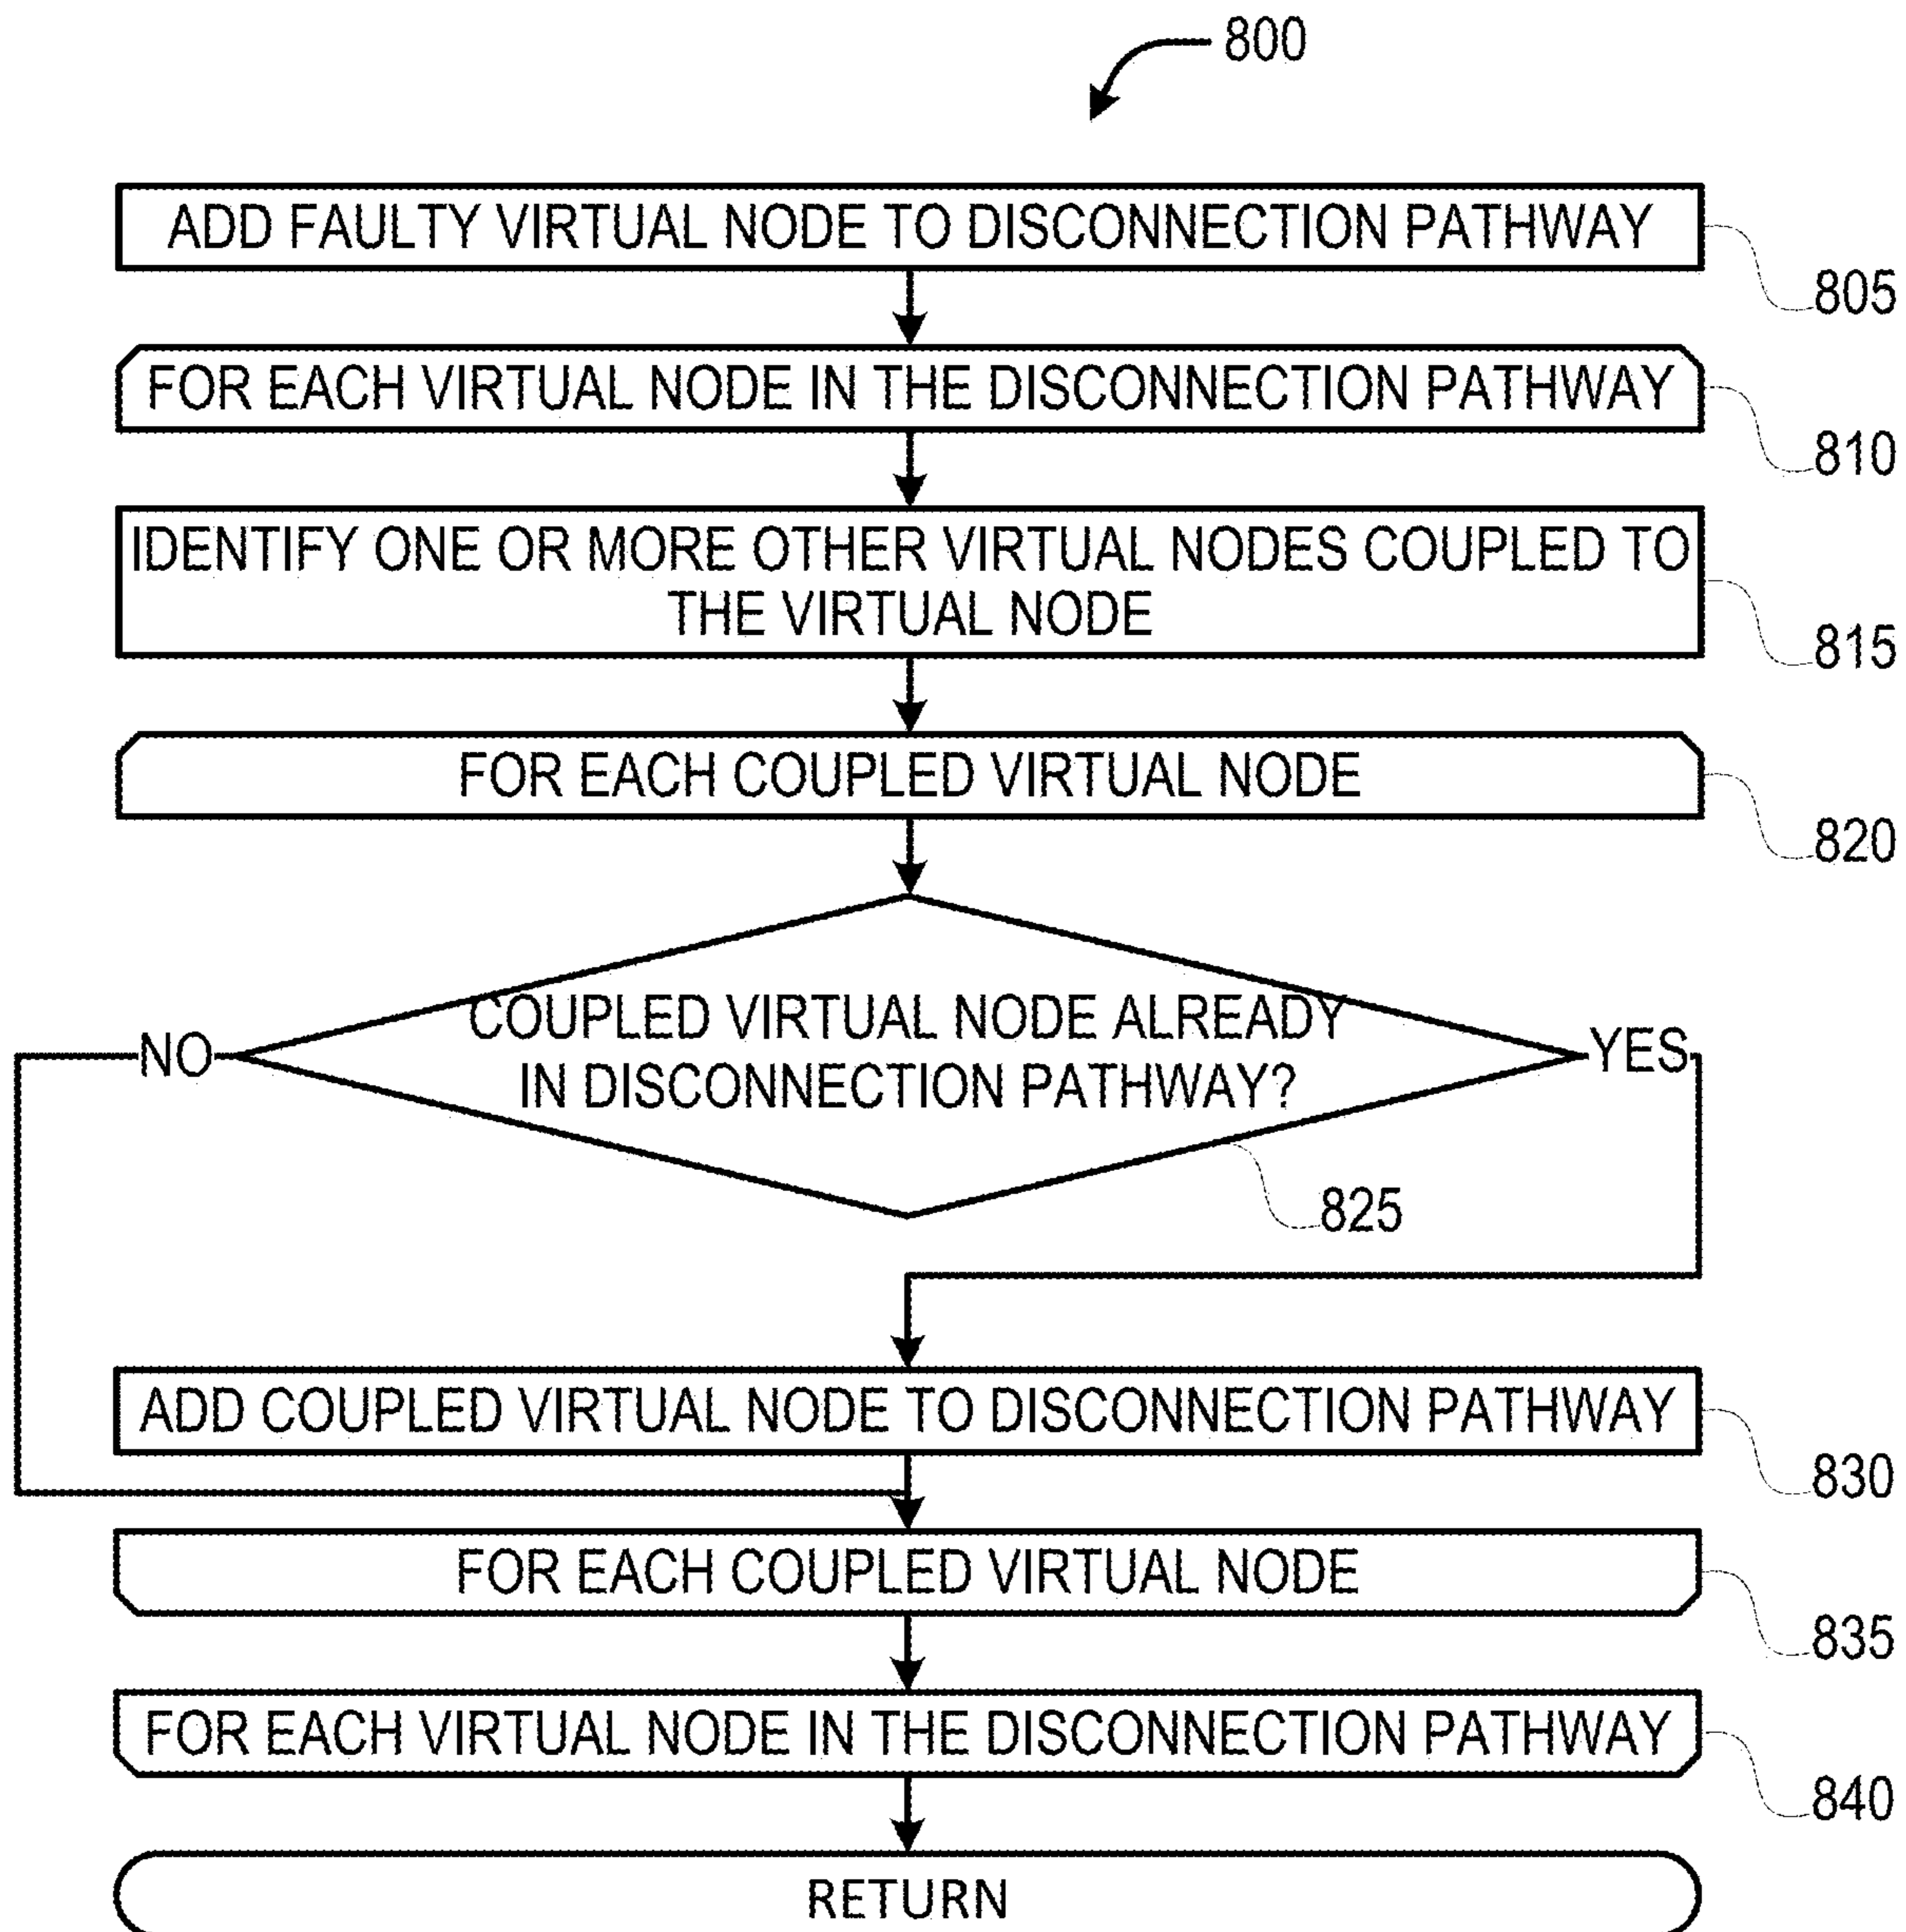 800
ADD FAULTY VIRTUAL NODE TO DISCONNECTION PATHWAY
805
FOR EACH VIRTUAL NODE IN THE DISCONNECTION PATHWAY
810
IDENTIFY ONE OR MORE OTHER VIRTUAL NODES COUPLED TO
THE VIRTUAL NODE
815
FOR EACH COUPLED VIRTUAL NODE
820
COUPLED VIRTUAL NODE ALREADY
IN DISCONNECTION PATHWAY?
NO
YES
825
ADD COUPLED VIRTUAL NODE TO DISCONNECTION PATHWAY
830
FOR EACH COUPLED VIRTUAL NODE
835
FOR EACH VIRTUAL NODE IN THE DISCONNECTION PATHWAY
840
RETURN